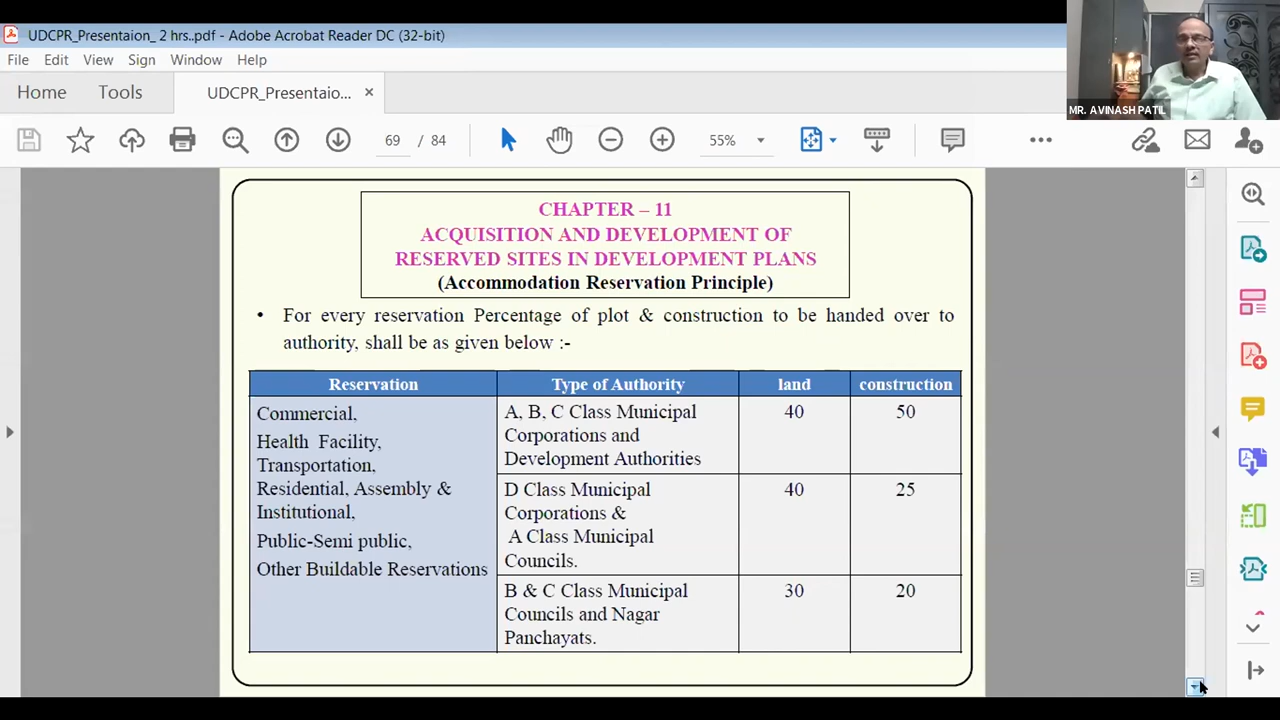 UDCPR_Presentaion_ 2 hrs..pdf - Adobe Acrobat Reader DC (32-bit)
File Edit View Sign Window Help
Home Tools UDCPR_Presentaio... ×
69 / 84 55%
MR. AVINASH PATIL
CHAPTER – 11
ACQUISITION AND DEVELOPMENT OF
RESERVED SITES IN DEVELOPMENT PLANS
(Accommodation Reservation Principle)
• For every reservation Percentage of plot & construction to be handed over to
authority, shall be as given below :-
Reservation Type of Authority land construction
Commercial,
Health Facility,
Transportation,
Residential, Assembly &
Institutional,
Public-Semi public,
Other Buildable Reservations
A, B, C Class Municipal
Corporations and
Development Authorities
40 50
D Class Municipal
Corporations &
A Class Municipal
Councils.
40 25
B & C Class Municipal
Councils and Nagar
Panchayats.
30 20